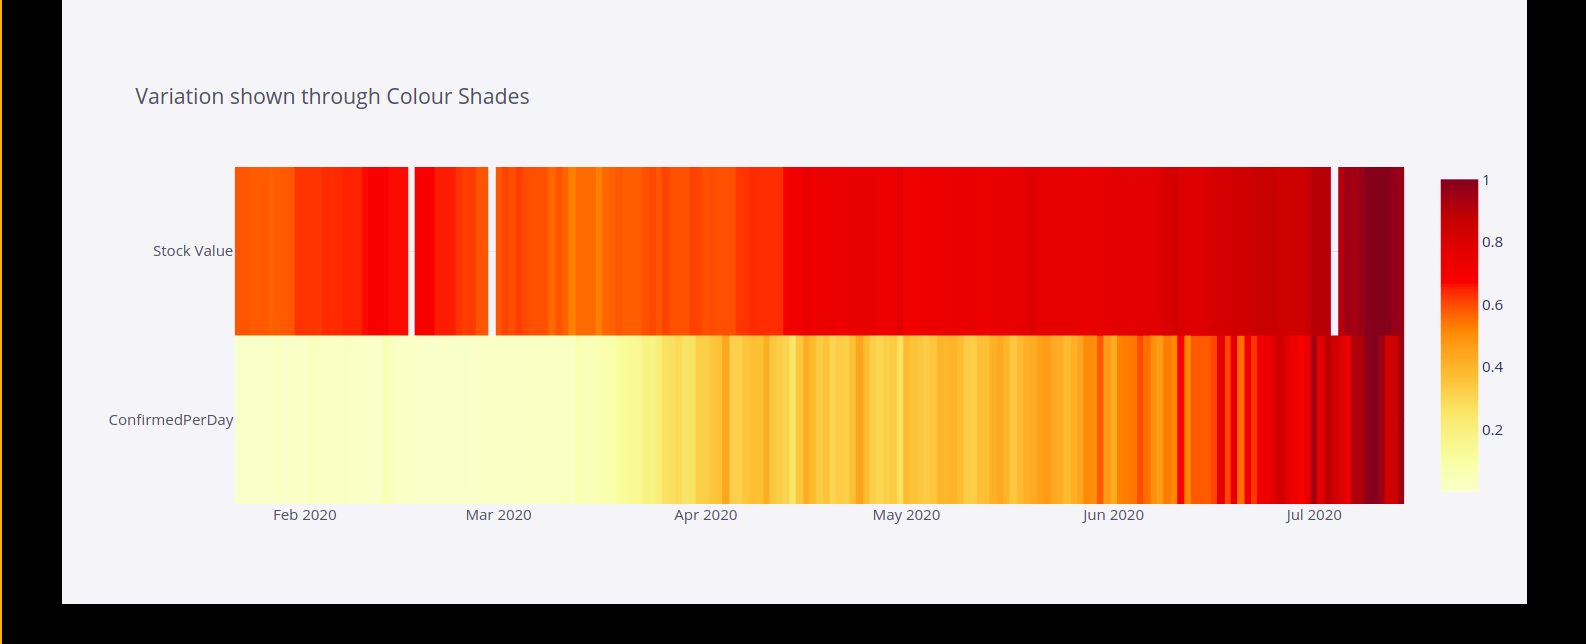 Variation shown through Colour Shades
Stock Value
ConfirmedPerDay
Feb 2020
Mar 2020
Apr 2020
May 2020
Jun 2020
Jul 2020
1
0.8
0.6
0.4
0.2